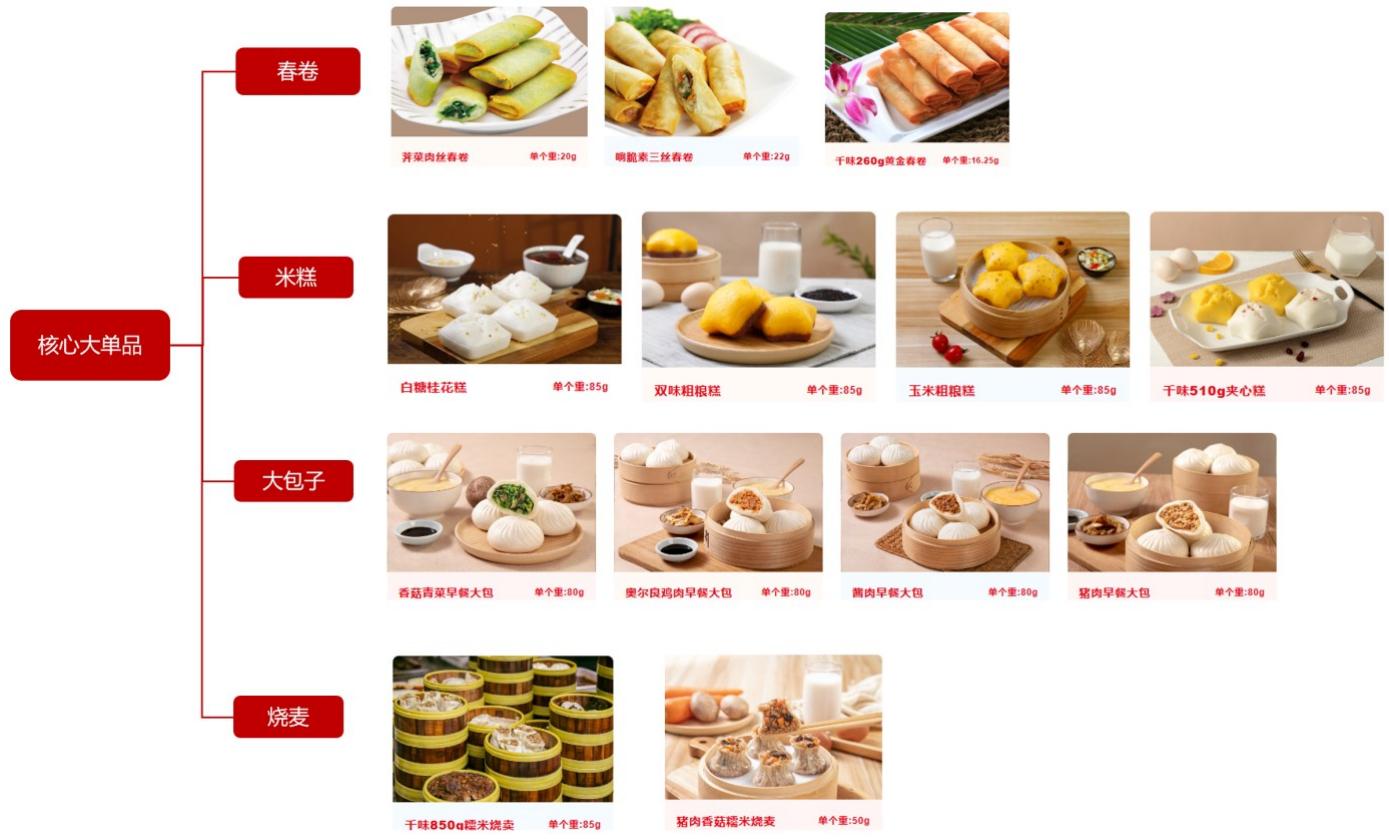 核心大单品
春卷
荠菜肉丝春卷 单个重:20g
响脆素三丝春卷 单个重:22g
千味260g黄金春卷 单个重:16.25g
米糕
白糖桂花糕 单个重:85g
双味粗粮糕 单个重:85g
玉米粗粮糕 单个重:85g
千味510g夹心糕 单个重:85g
大包子
香菇青菜早餐大包 单个重:80g
奥尔良鸡肉早餐大包 单个重:80g
酱肉早餐大包 单个重:80g
猪肉早餐大包 单个重:80g
烧麦
千味850g糯米烧卖 单个重:85g
猪肉香菇糯米烧麦 单个重:50g